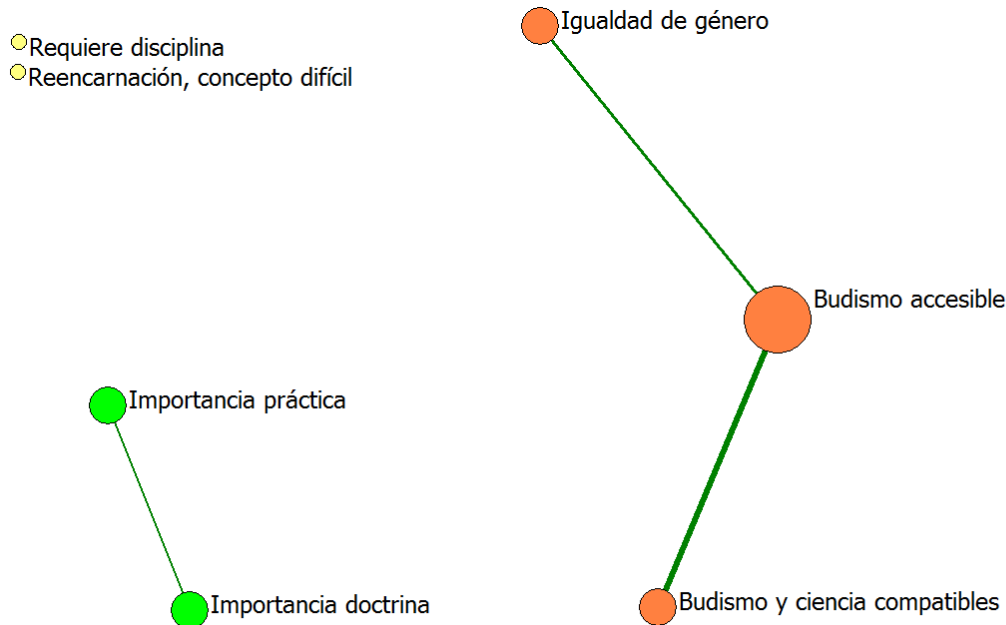 Igualdad de género
Requiere disciplina
Reencarnación, concepto difícil
Budismo accesible
Importancia práctica
Importancia doctrina
Budismo y ciencia compatibles